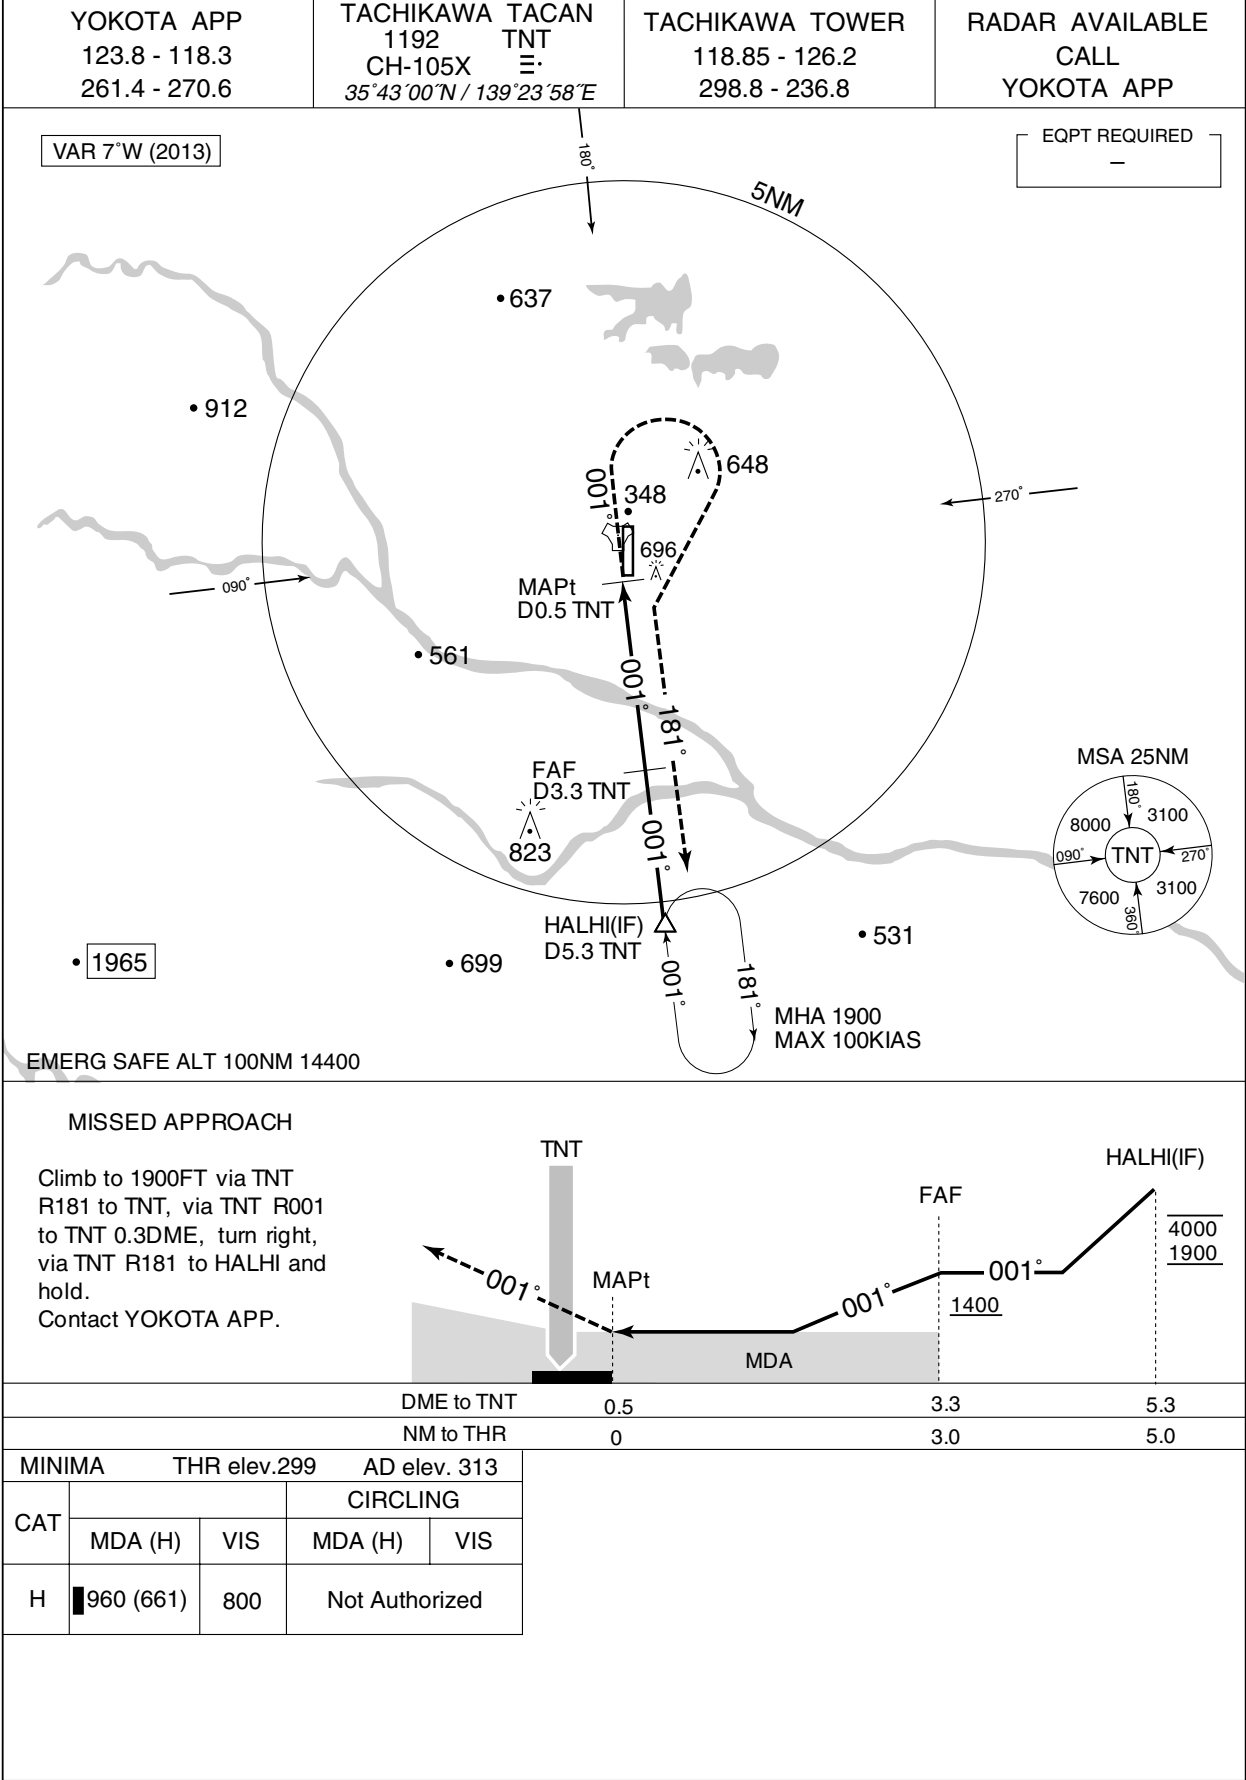 YOKOTA APP
123.8 - 118.3
261.4 - 270.6
TACHIKAWA TACAN
1192 TNT
CH-105X
35°43´00˝N / 139°23´58˝E
TACHIKAWA TOWER
118.85 - 126.2
298.8 - 236.8
RADAR AVAILABLE
CALL
YOKOTA APP
VAR 7°W (2013)
EQPT REQUIRED
–
180°
5NM
637
912
648
001°
348
270°
696
090°
MAPt
D0.5 TNT
561
001°
181°
FAF
D3.3 TNT
001°
823
MSA 25NM
180°
3100
8000
090°
TNT
270°
7600
3100
360°
HALHI(IF)
D5.3 TNT
531
1965
699
001°
181°
MHA 1900
MAX 100KIAS
EMERG SAFE ALT 100NM 14400
MISSED APPROACH
Climb to 1900FT via TNT
R181 to TNT, via TNT R001
to TNT 0.3DME, turn right,
via TNT R181 to HALHI and
hold.
Contact YOKOTA APP.
TNT
HALHI(IF)
FAF
4000
1900
001°
MAPt
001°
001°
1400
MDA
DME to TNT 0.5 3.3 5.3
NM to THR 0 3.0 5.0
MINIMA THR elev.299 AD elev. 313
CAT
CIRCLING
MDA (H) VIS MDA (H) VIS
H 960 (661) 800 Not Authorized